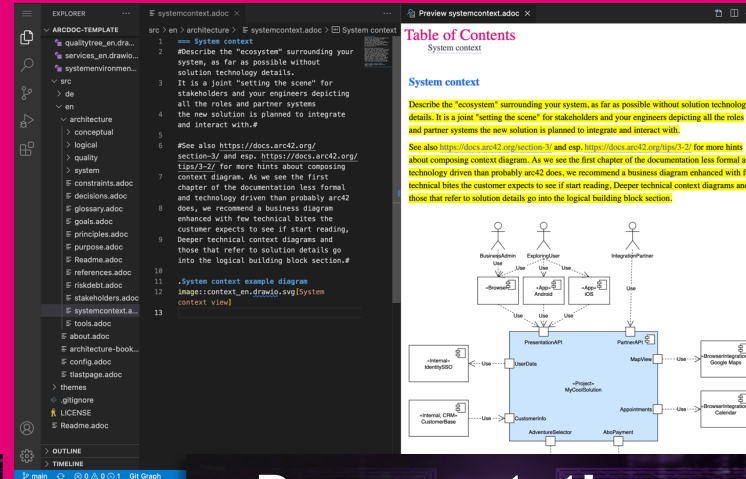 EXPLORER
ARCDOC-TEMPLATE
qualitytree_en.dra...
services_en.drawio...
systemenvironmen...
src
de
en
architecture
conceptual
logical
quality
system
constraints.adoc
decisions.adoc
glossary.adoc
goals.adoc
principles.adoc
purpose.adoc
Readme.adoc
references.adoc
riskdebt.adoc
stakeholders.adoc
systemcontext.a...
tools.adoc
about.adoc
architecture-book...
config.adoc
tlastpage.adoc
themes
.gitignore
LICENSE
Readme.adoc
OUTLINE
TIMELINE
main 0 0 1 Git Graph
systemcontext.adoc
src > en > architecture > systemcontext.adoc > System context
1 === System context
2 #Describe the "ecosystem" surrounding your
system, as far as possible without
solution technology details.
3 It is a joint "setting the scene" for
stakeholders and your engineers depicting
all the roles and partner systems
4 the new solution is planned to integrate
and interact with.#
5
6 #See also https://docs.arc42.org/
section-3/ and esp. https://docs.arc42.org/
tips/3-2/ for more hints about composing
7 context diagram. As we see the first
chapter of the documentation less formal
and technology driven than probably arc42
8 does, we recommend a business diagram
enhanced with few technical bites the
customer expects to see if start reading,
9 Deeper technical context diagrams and
those that refer to solution details go
into the logical building block section.#
10
11 .System context example diagram
12 image::context_en.drawio.svg[System
context view]
13
Preview systemcontext.adoc
Table of Contents
System context
System context
Describe the "ecosystem" surrounding your system, as far as possible without solution technolog
details. It is a joint "setting the scene" for stakeholders and your engineers depicting all the roles
and partner systems the new solution is planned to integrate and interact with.
See also https://docs.arc42.org/section-3/ and esp. https://docs.arc42.org/tips/3-2/ for more hints
about composing context diagram. As we see the first chapter of the documentation less formal a
technology driven than probably arc42 does, we recommend a business diagram enhanced with f
technical bites the customer expects to see if start reading, Deeper technical context diagrams and
those that refer to solution details go into the logical building block section.
BusinessAdmin ExploringUser IntegrationPartner
Use Use Use Use
«Browser» «App» Android «App» iOS
Use
Use Use Use
PresentationAPI PartnerAPI
«Internal» IdentitySSO
Use
UserData
MapView
Use
«BrowserIntegration Google Maps
«Project»
MyCoolSolution
«Internal, CRM» CustomerBase
Use
CustomerInfo
Appointments
Use
«BrowserIntegration Calendar
AdventureSelector AboPayment